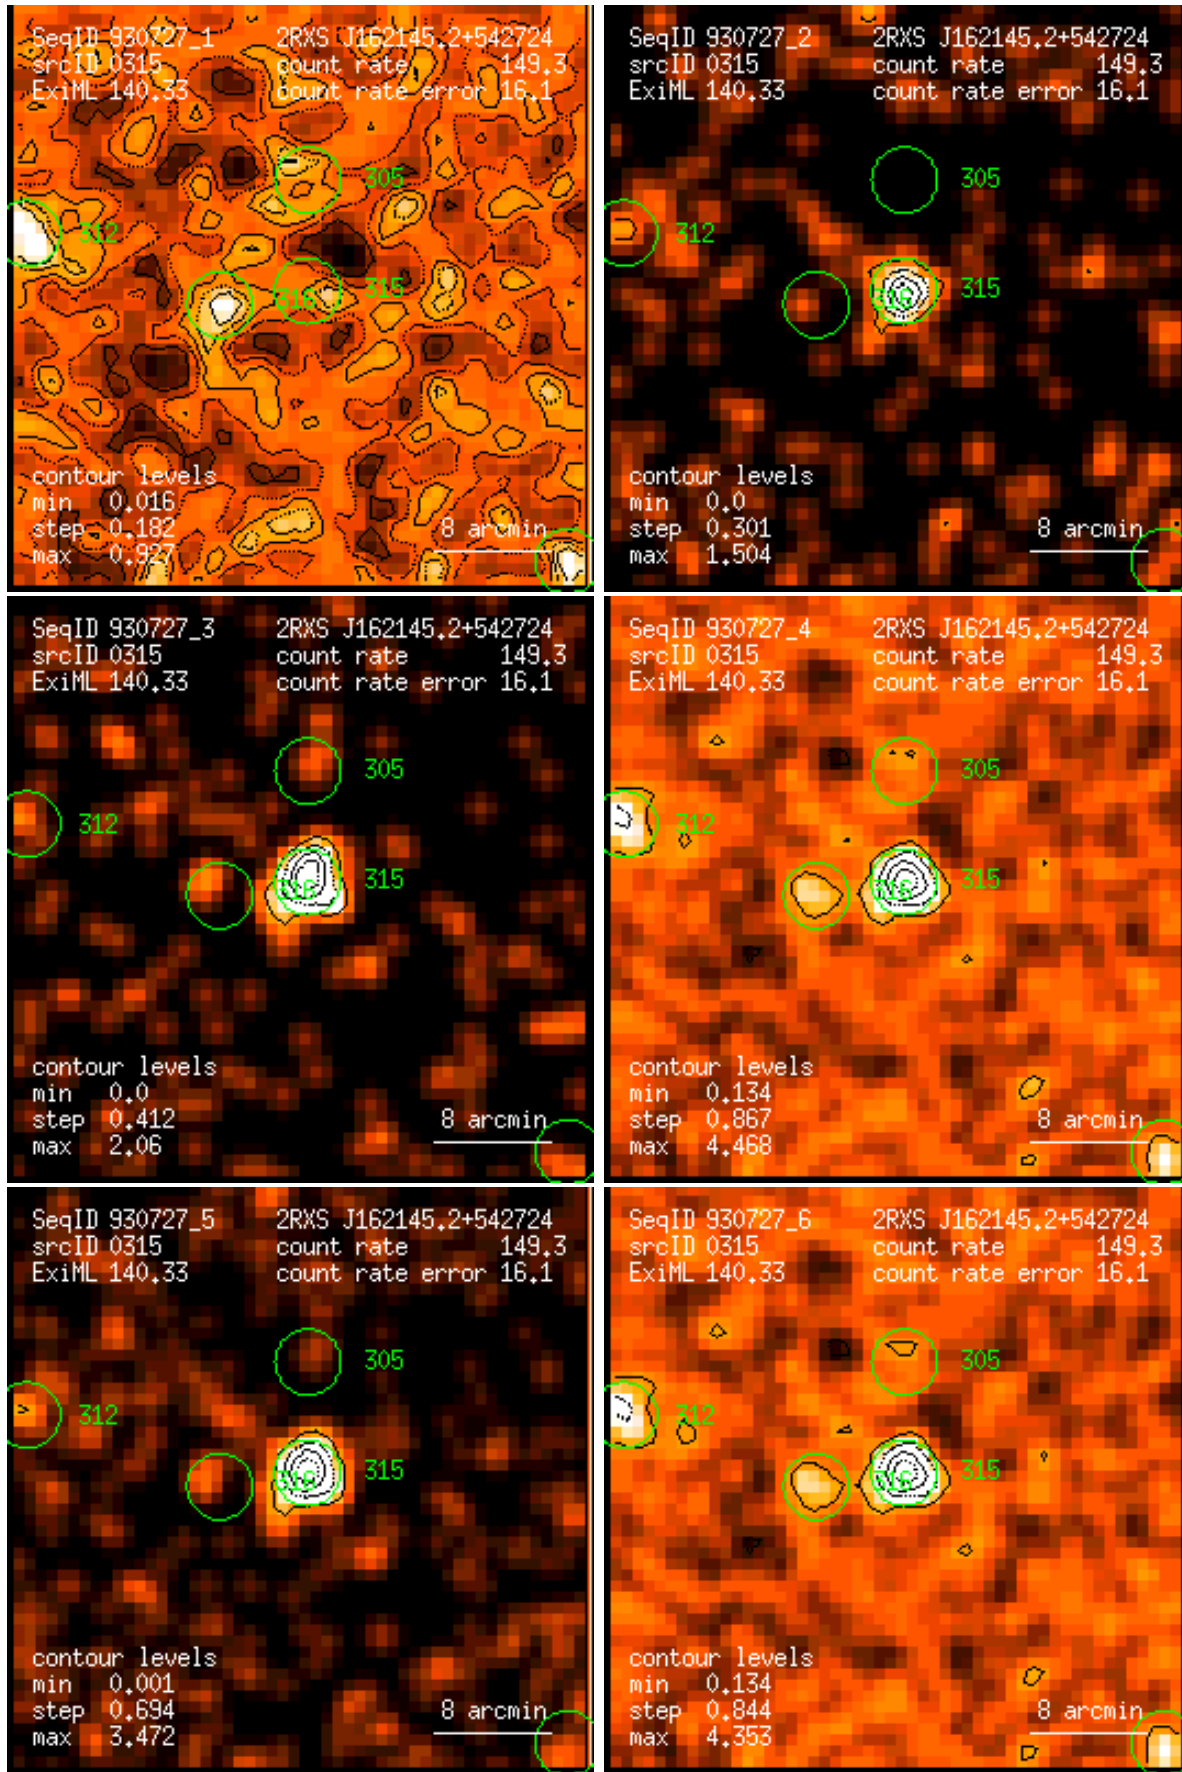 SeqID 930727_1 2RXS J162145.2+542724
srcID 0315 count rate 149.3
ExiML 140.33 count rate error 16.1
305
312
316 315
contour levels
min 0.016
step 0.182 8 arcmin
max 0.927
SeqID 930727_2 2RXS J162145.2+542724
srcID 0315 count rate 149.3
ExiML 140.33 count rate error 16.1
305
312
316 315
contour levels
min 0.0
step 0.301 8 arcmin
max 1.504
SeqID 930727_3 2RXS J162145.2+542724
srcID 0315 count rate 149.3
ExiML 140.33 count rate error 16.1
305
312
316 315
contour levels
min 0.0
step 0.412 8 arcmin
max 2.06
SeqID 930727_4 2RXS J162145.2+542724
srcID 0315 count rate 149.3
ExiML 140.33 count rate error 16.1
305
312
316 315
contour levels
min 0.134
step 0.867 8 arcmin
max 4.468
SeqID 930727_5 2RXS J162145.2+542724
srcID 0315 count rate 149.3
ExiML 140.33 count rate error 16.1
305
312
316 315
contour levels
min 0.001
step 0.694 8 arcmin
max 3.472
SeqID 930727_6 2RXS J162145.2+542724
srcID 0315 count rate 149.3
ExiML 140.33 count rate error 16.1
305
312
316 315
contour levels
min 0.134
step 0.844 8 arcmin
max 4.353